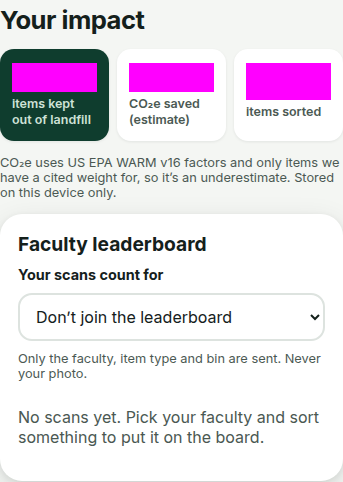 Your impact
items kept
out of landfill
CO₂e saved
(estimate)
items sorted
CO₂e uses US EPA WARM v16 factors and only items we
have a cited weight for, so it’s an underestimate. Stored
on this device only.
Faculty leaderboard
Your scans count for
Don’t join the leaderboard
Only the faculty, item type and bin are sent. Never
your photo.
No scans yet. Pick your faculty and sort
something to put it on the board.